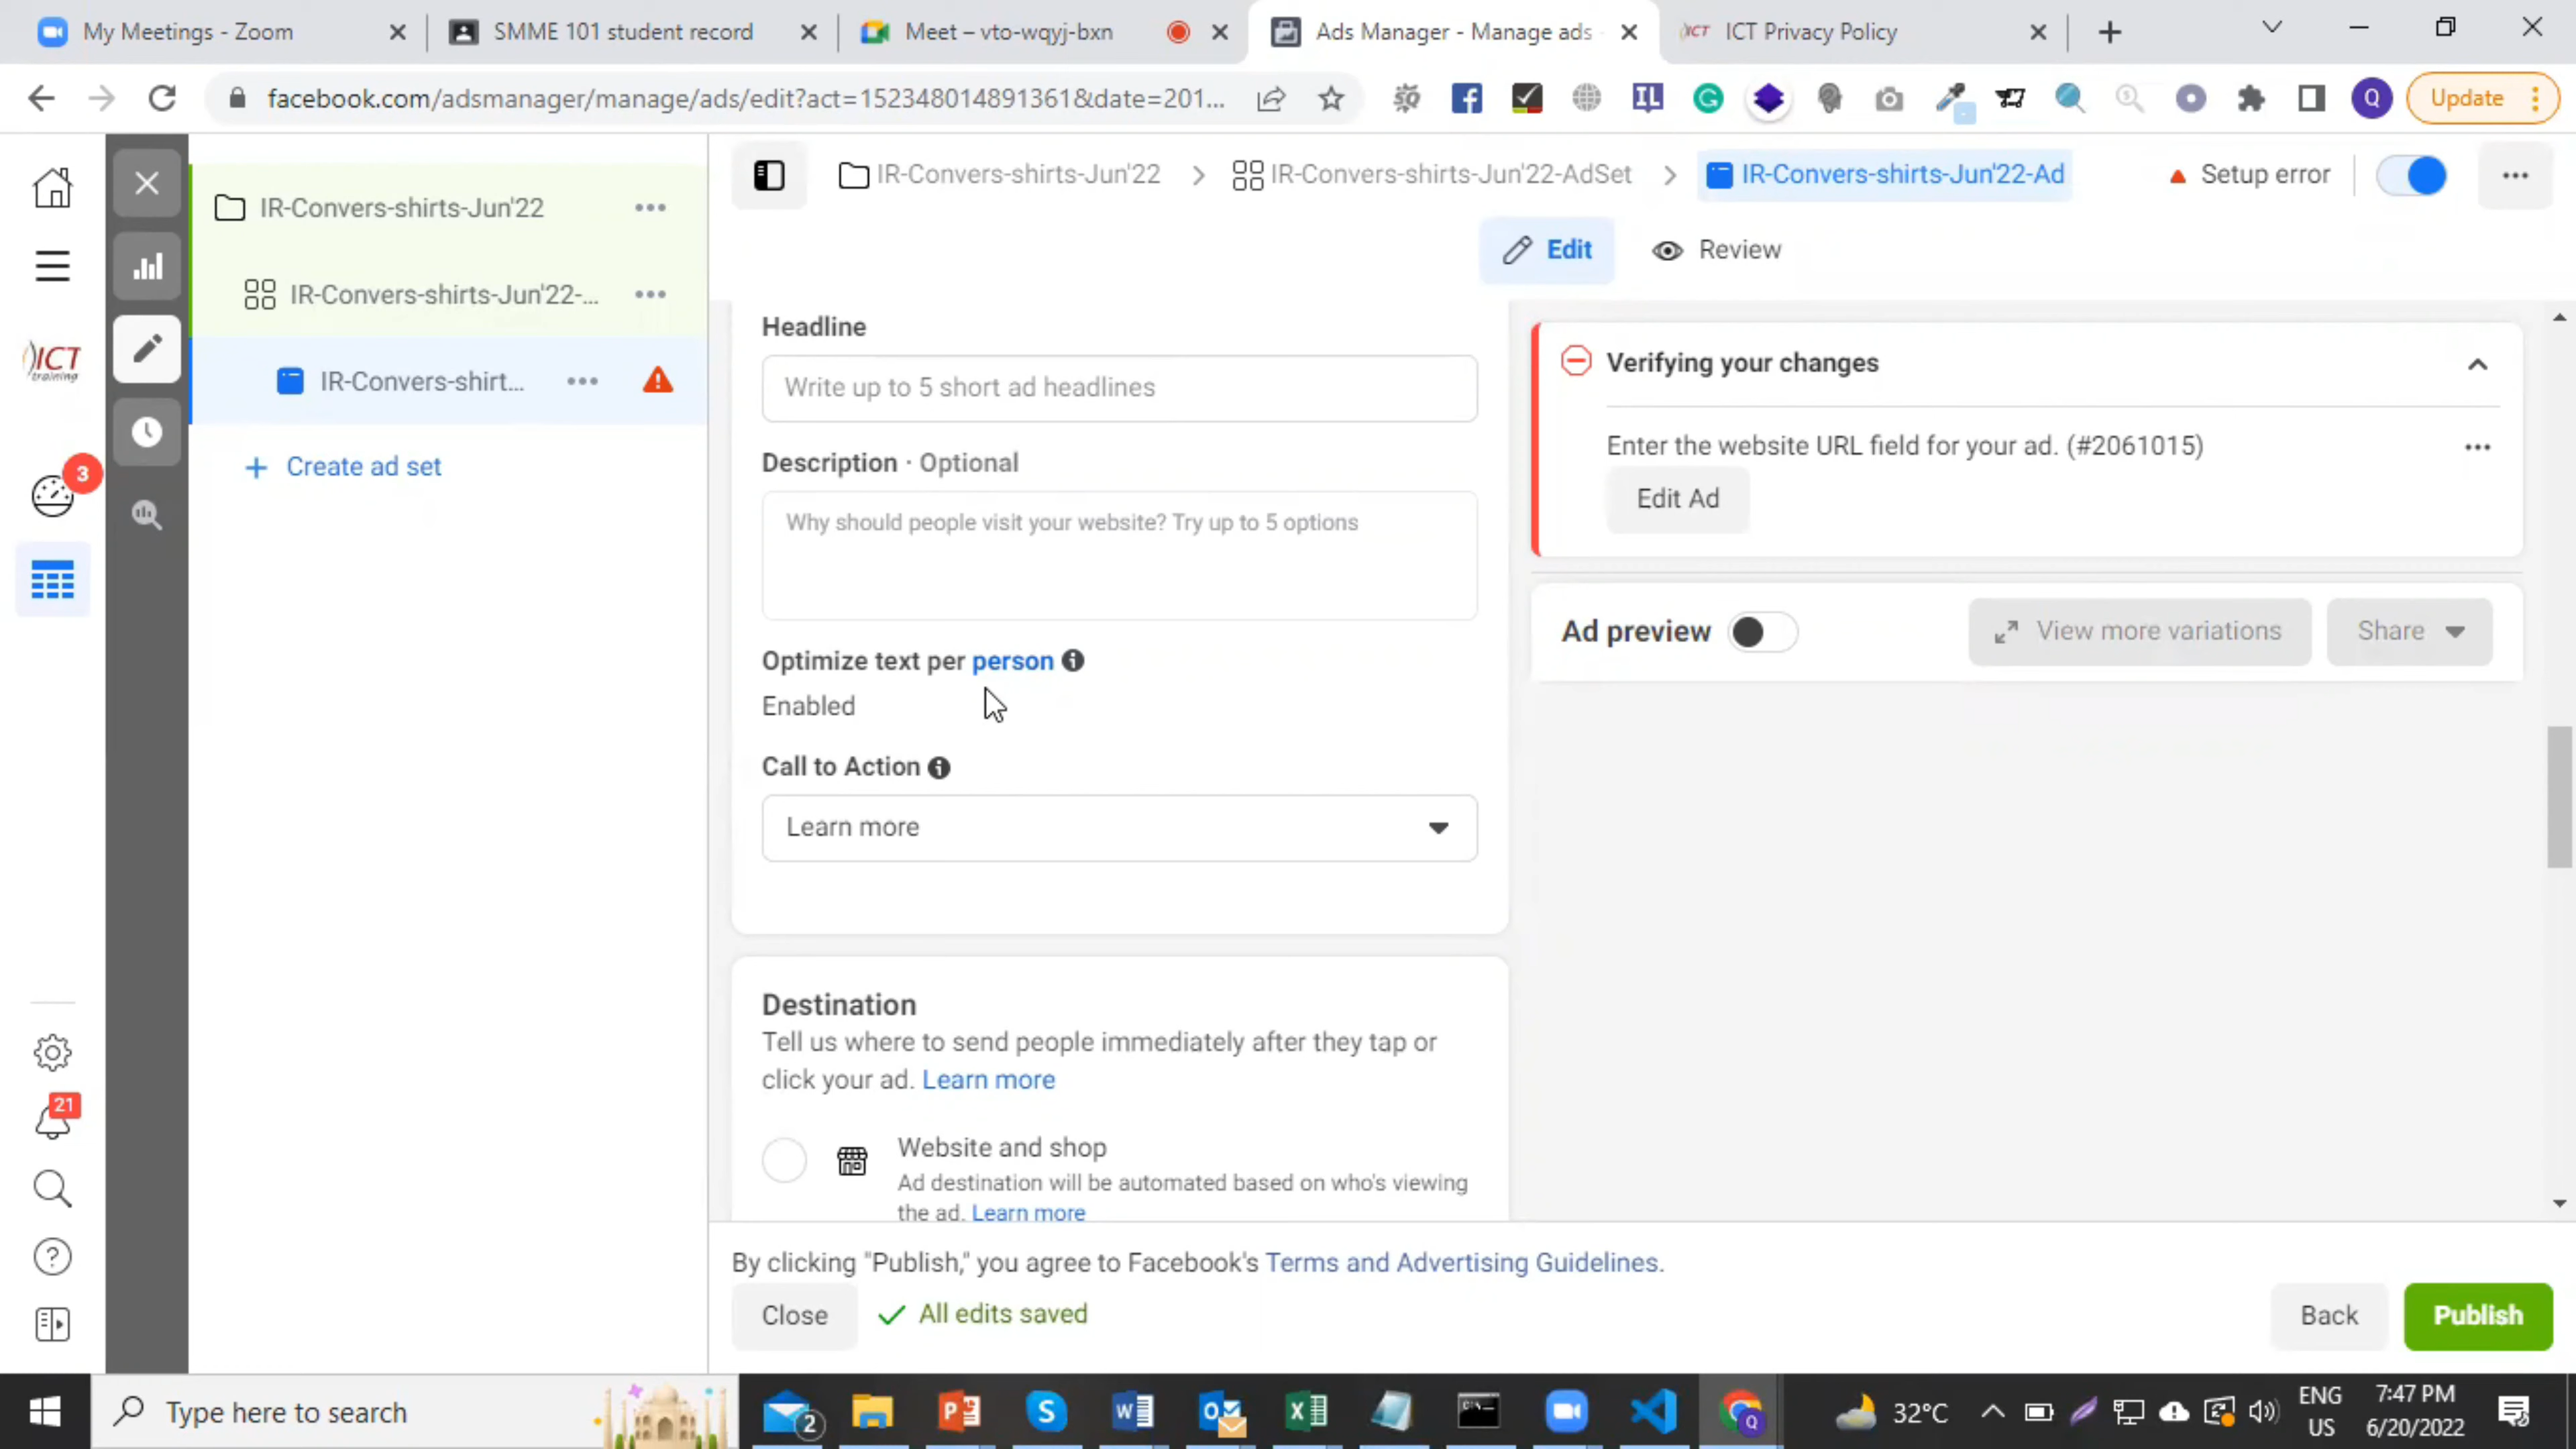 My Meetings - Zoom
SMME 101 student record
Meet – vto-wqyj-bxn
Ads Manager - Manage ads
ICT Privacy Policy
facebook.com/adsmanager/manage/ads/edit?act=152348014891361&date=201...
Update
IR-Convers-shirts-Jun'22
IR-Convers-shirts-Jun'22-...
IR-Convers-shirt...
Create ad set
ICT
training
3
21
IR-Convers-shirts-Jun'22
IR-Convers-shirts-Jun'22-AdSet
IR-Convers-shirts-Jun'22-Ad
Setup error
Edit
Review
Headline
Write up to 5 short ad headlines
Description · Optional
Why should people visit your website? Try up to 5 options
Optimize text per person
Enabled
Call to Action
Learn more
Destination
Tell us where to send people immediately after they tap or
click your ad. Learn more
Website and shop
Ad destination will be automated based on who's viewing
the ad. Learn more
Verifying your changes
Enter the website URL field for your ad. (#2061015)
Edit Ad
Ad preview
View more variations
Share
By clicking "Publish," you agree to Facebook's Terms and Advertising Guidelines.
Close
All edits saved
Back
Publish
Type here to search
2
32°C
ENG
US
7:47 PM
6/20/2022